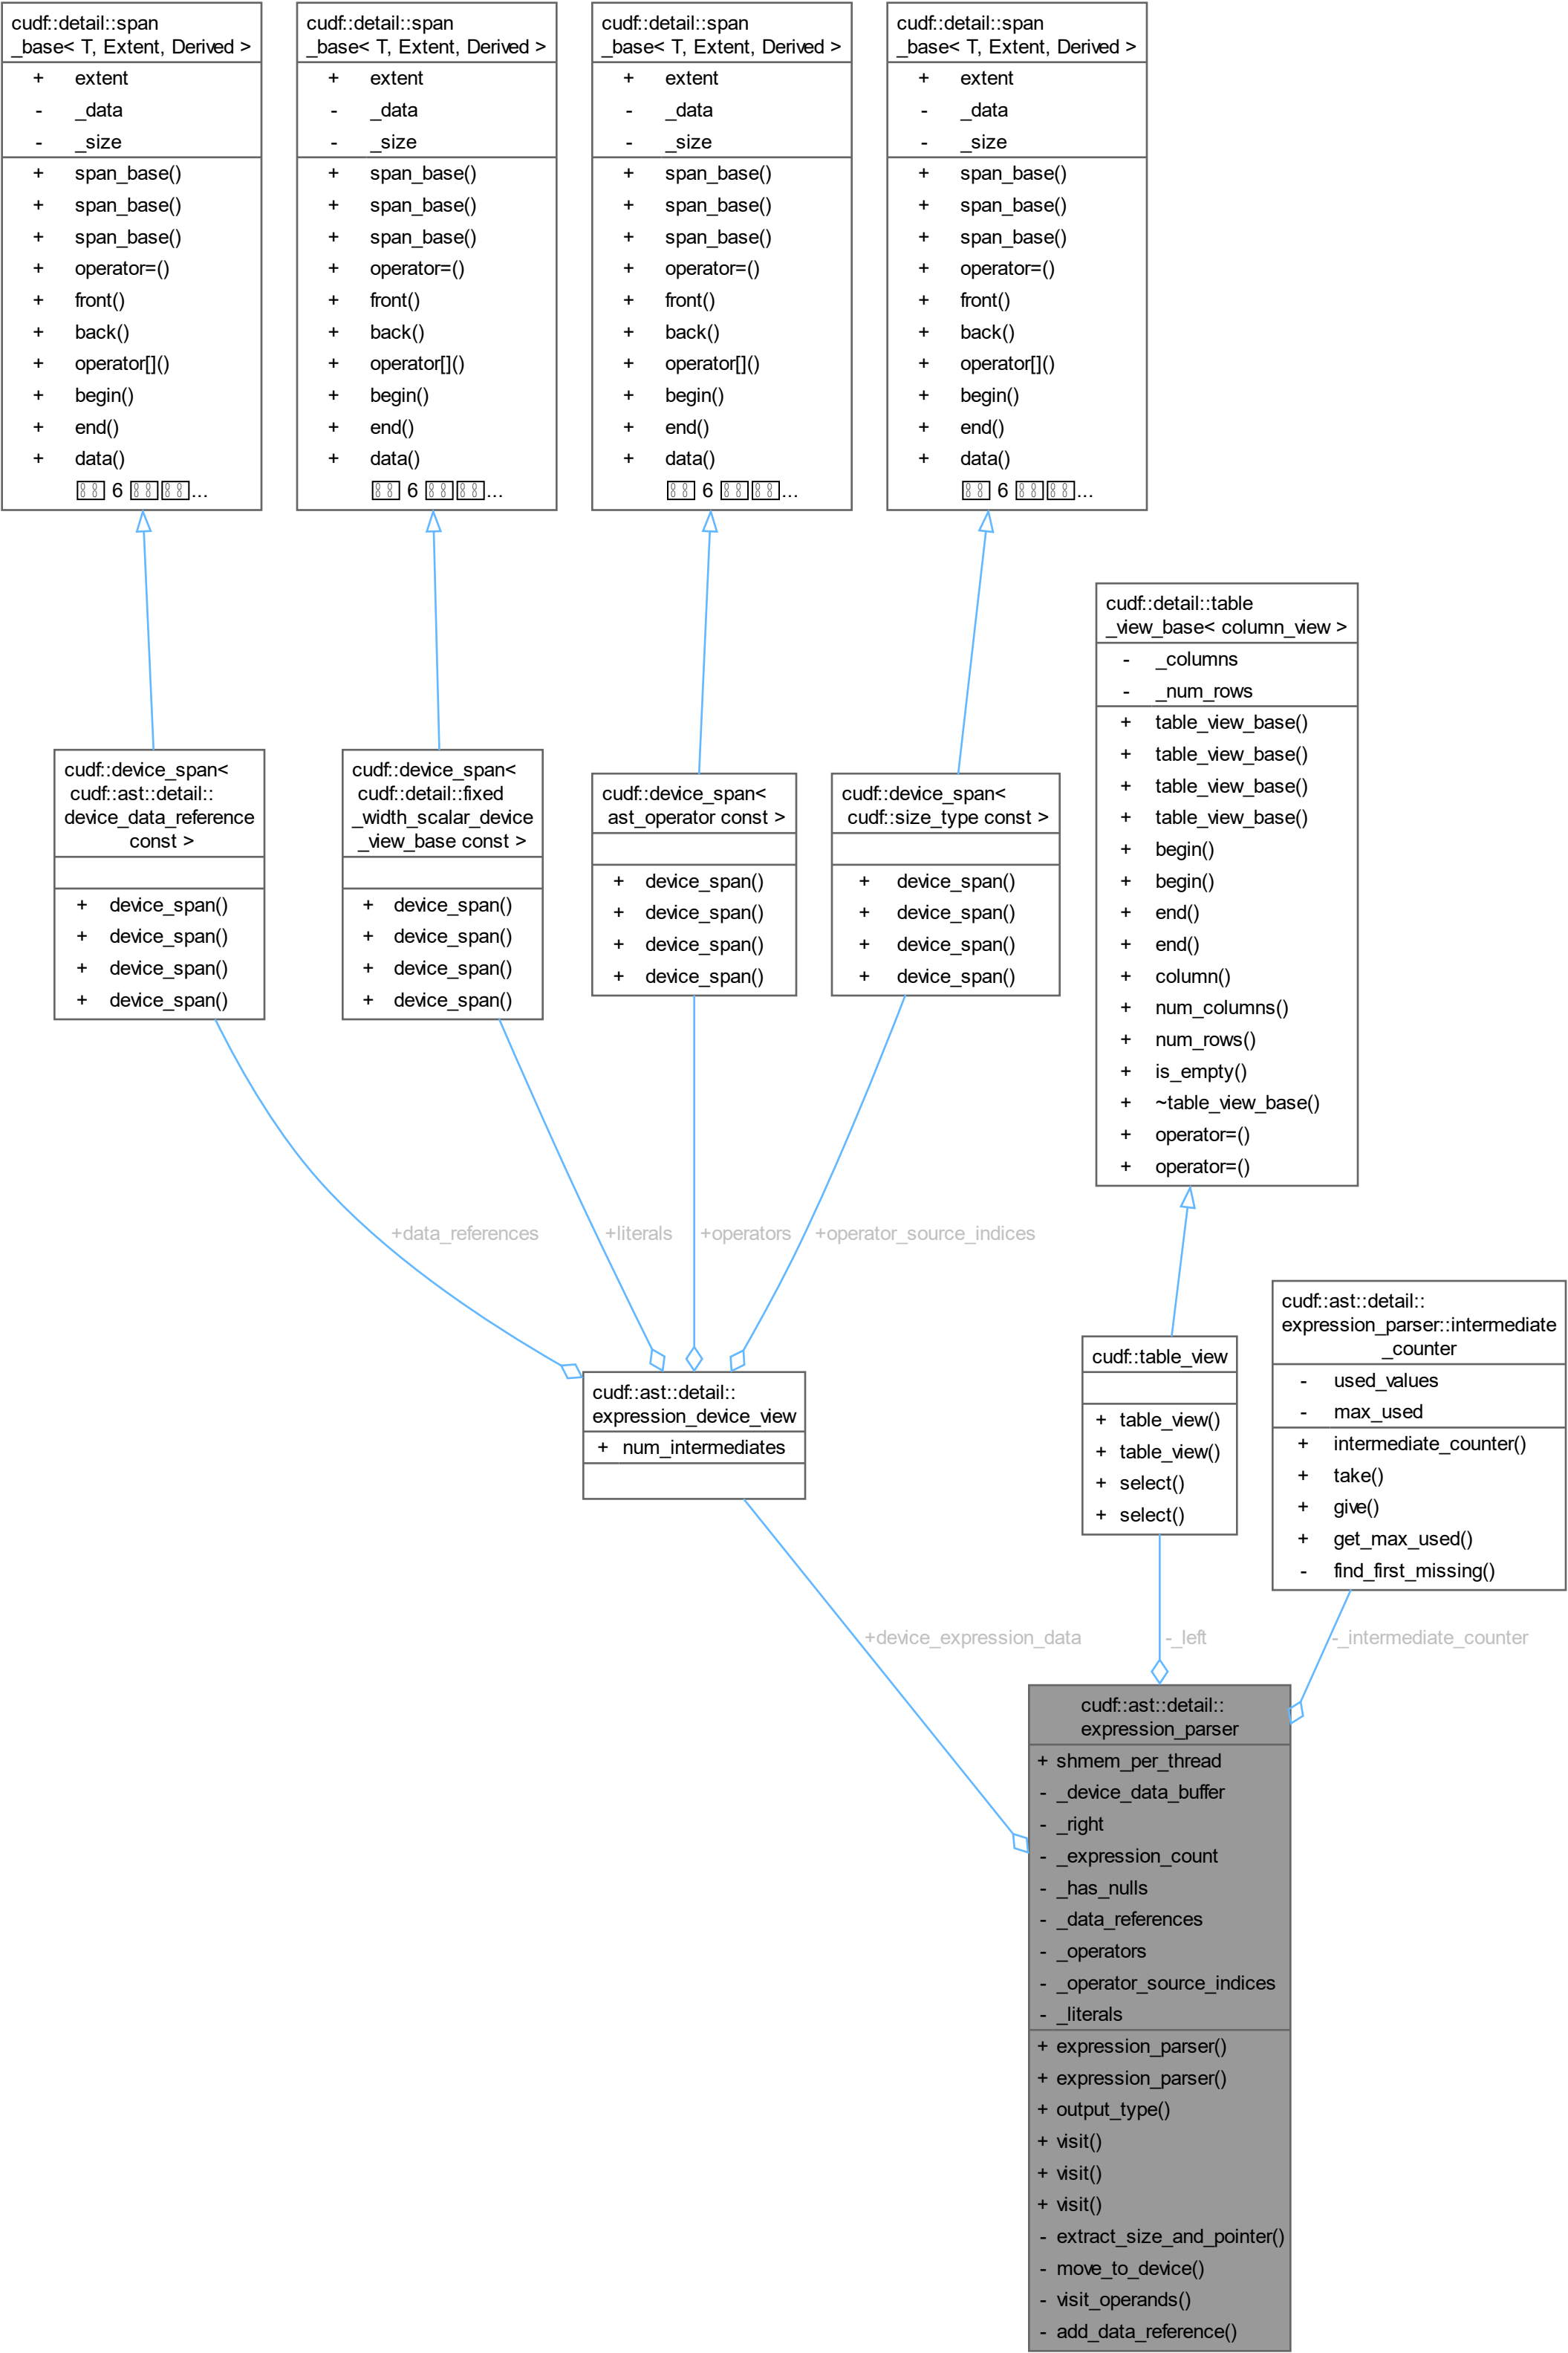 cudf::detail::span
_base< T, Extent, Derived >
+ extent
- _data
- _size
+ span_base()
+ span_base()
+ span_base()
+ operator=()
+ front()
+ back()
+ operator[]()
+ begin()
+ end()
+ data()
6 ...
cudf::detail::span
_base< T, Extent, Derived >
+ extent
- _data
- _size
+ span_base()
+ span_base()
+ span_base()
+ operator=()
+ front()
+ back()
+ operator[]()
+ begin()
+ end()
+ data()
6 ...
cudf::detail::span
_base< T, Extent, Derived >
+ extent
- _data
- _size
+ span_base()
+ span_base()
+ span_base()
+ operator=()
+ front()
+ back()
+ operator[]()
+ begin()
+ end()
+ data()
6 ...
cudf::detail::span
_base< T, Extent, Derived >
+ extent
- _data
- _size
+ span_base()
+ span_base()
+ span_base()
+ operator=()
+ front()
+ back()
+ operator[]()
+ begin()
+ end()
+ data()
6 ...
cudf::detail::table
_view_base< column_view >
- _columns
- _num_rows
+ table_view_base()
+ table_view_base()
+ table_view_base()
+ table_view_base()
+ begin()
+ begin()
+ end()
+ end()
+ column()
+ num_columns()
+ num_rows()
+ is_empty()
+ ~table_view_base()
+ operator=()
+ operator=()
cudf::device_span<
cudf::ast::detail::
device_data_reference
const >
+ device_span()
+ device_span()
+ device_span()
+ device_span()
cudf::device_span<
cudf::detail::fixed
_width_scalar_device
_view_base const >
+ device_span()
+ device_span()
+ device_span()
+ device_span()
cudf::device_span<
ast_operator const >
+ device_span()
+ device_span()
+ device_span()
+ device_span()
cudf::device_span<
cudf::size_type const >
+ device_span()
+ device_span()
+ device_span()
+ device_span()
+data_references
+literals
+operators
+operator_source_indices
cudf::ast::detail::
expression_device_view
+ num_intermediates
cudf::table_view
+ table_view()
+ table_view()
+ select()
+ select()
cudf::ast::detail::
expression_parser::intermediate
_counter
- used_values
- max_used
+ intermediate_counter()
+ take()
+ give()
+ get_max_used()
- find_first_missing()
+device_expression_data
-_left
-_intermediate_counter
cudf::ast::detail::
expression_parser
+ shmem_per_thread
- _device_data_buffer
- _right
- _expression_count
- _has_nulls
- _data_references
- _operators
- _operator_source_indices
- _literals
+ expression_parser()
+ expression_parser()
+ output_type()
+ visit()
+ visit()
+ visit()
- extract_size_and_pointer()
- move_to_device()
- visit_operands()
- add_data_reference()